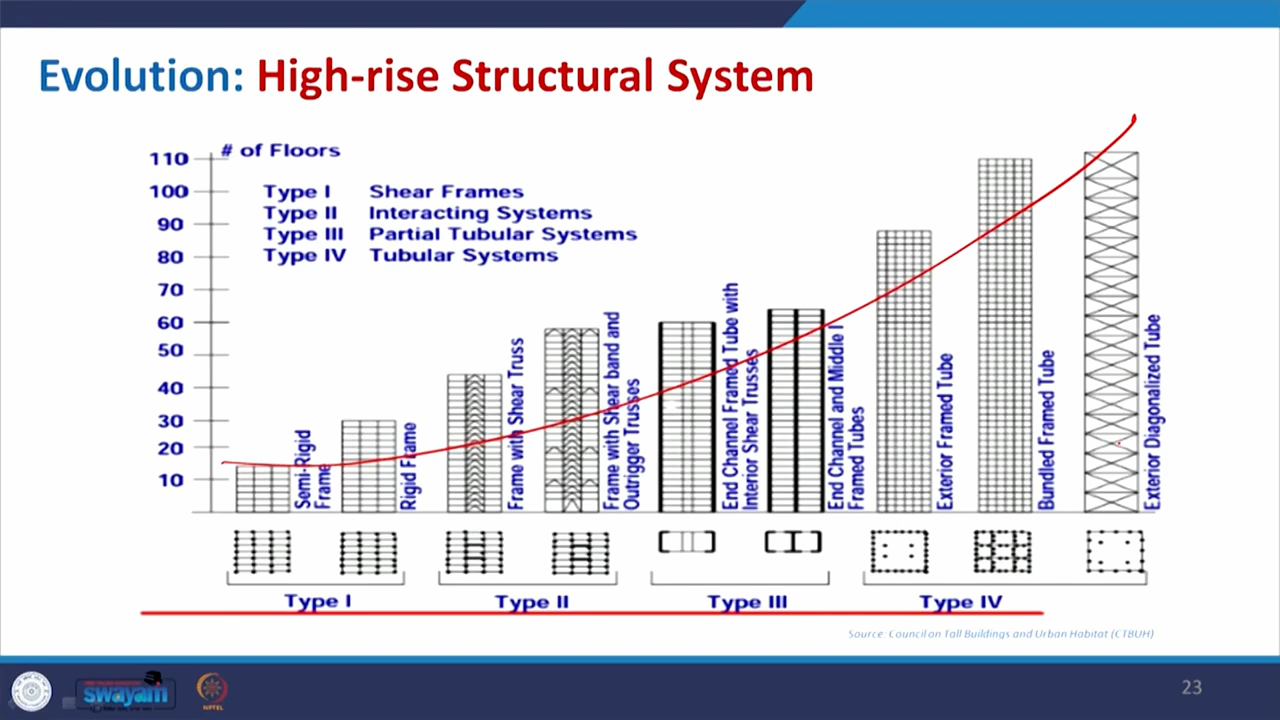 Evolution: High-rise Structural System
# of Floors
110
100
90
80
70
60
50
40
30
20
10
Type I Shear Frames
Type II Interacting Systems
Type III Partial Tubular Systems
Type IV Tubular Systems
Semi-Rigid
Frame
Rigid Frame
Frame with Shear Truss
Frame with Shear band and
Outrigger Trusses
End Channel Framed Tube with
Interior Shear Trusses
End Channel and Middle I
Framed Tubes
Exterior Framed Tube
Bundled Framed Tube
Exterior Diagonalized Tube
Type I
Type II
Type III
Type IV
Source: Council on Tall Buildings and Urban Habitat (CTBUH)
swayam
NPTEL
23